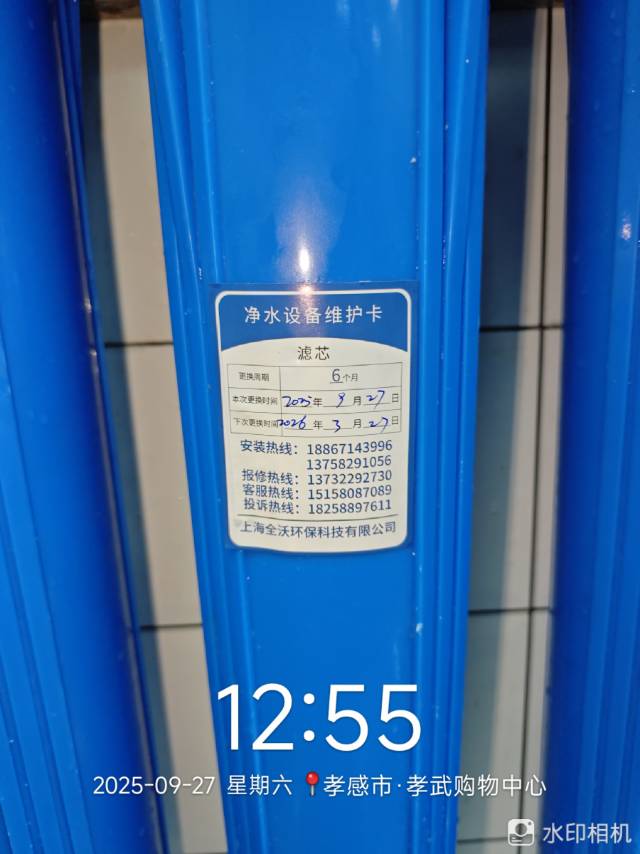 净水设备维护卡
滤芯
更换周期 6个月
本次更换时间 2025年 9月 27日
下次更换时间 2026年 3月 27日
安装热线：18867143996
13758291056
报修热线：13732292730
客服热线：15158087089
投诉热线：18258897611
上海全沃环保科技有限公司
12:55
2025-09-27 星期六 孝感市·孝武购物中心
水印相机